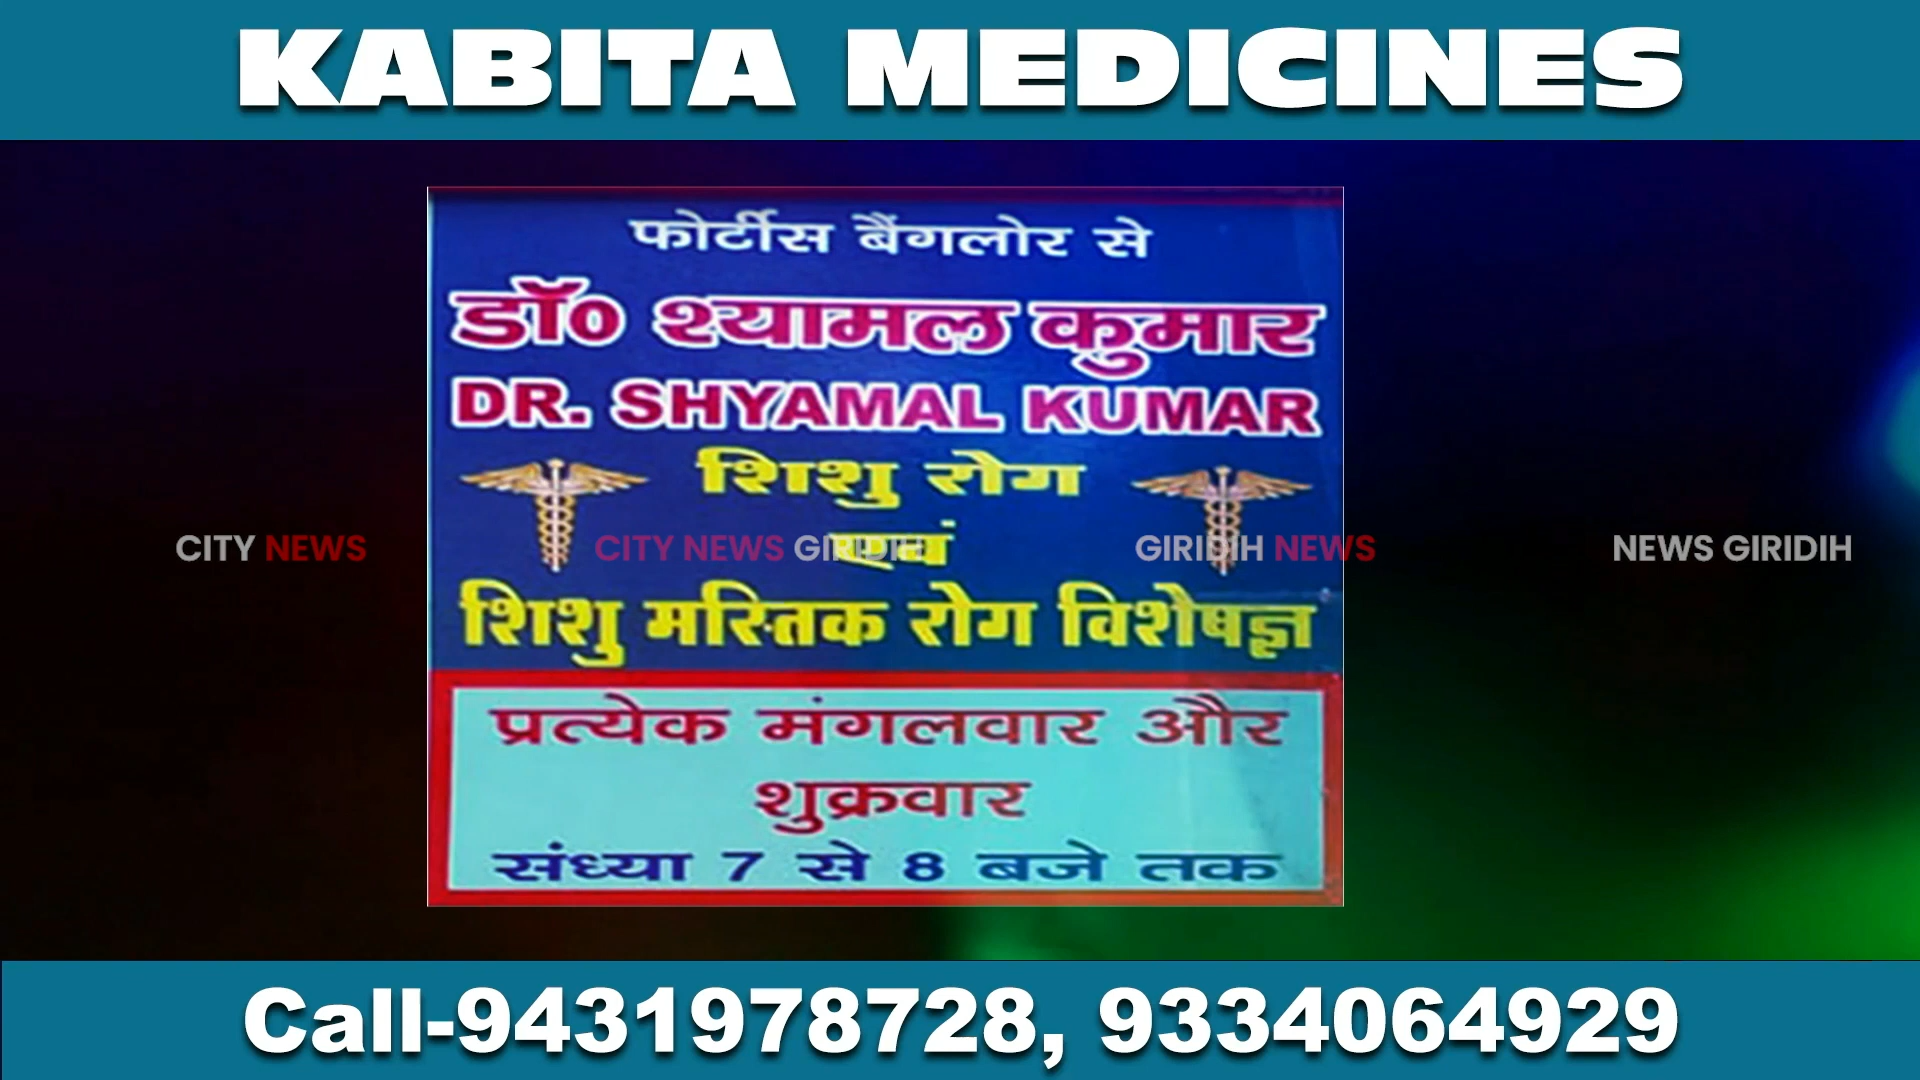 KABITA MEDICINES
फोर्टीस बैंगलोर से
डॉ० श्यामल कुमार
DR. SHYAMAL KUMAR
शिशु रोग
एवं
CITY NEWS CITY NEWS GIRIDIH GIRIDIH NEWS NEWS GIRIDIH
शिशु मस्तिक रोग विशेषज्ञ
प्रत्येक मंगलवार और
शुक्रवार
संध्या 7 से 8 बजे तक
Call-9431978728, 9334064929